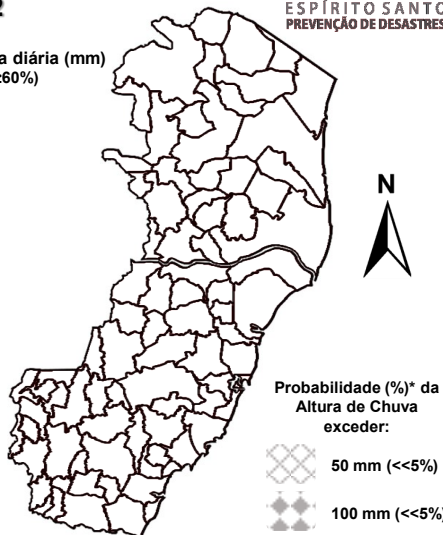 ESPÍRITO SANTO
PREVENÇÃO DE DESASTRES
a diária (mm)
60%)
N
Probabilidade (%)* da
Altura de Chuva
exceder:
50 mm (<<5%)
100 mm (<<5%)